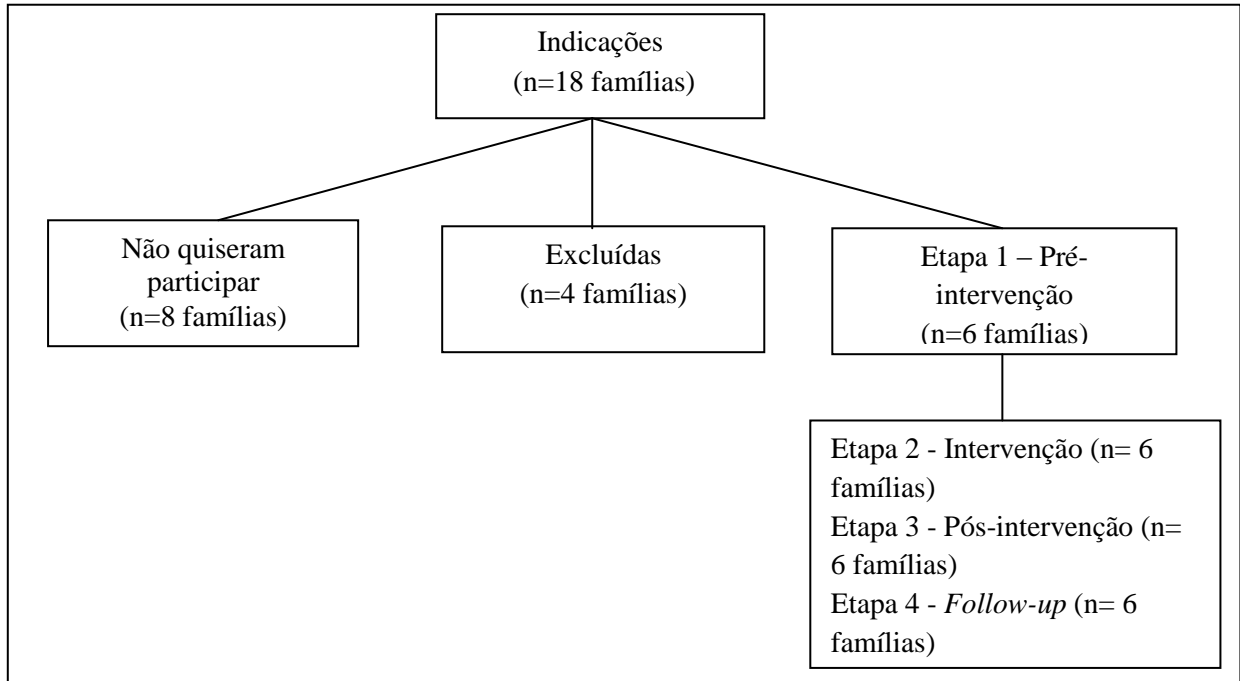 Indicações
(n=18 famílias)
Não quiseram
participar
(n=8 famílias)
Excluídas
(n=4 famílias)
Etapa 1 – Pré-
intervenção
(n=6 famílias)
Etapa 2 - Intervenção (n= 6
famílias)
Etapa 3 - Pós-intervenção (n=
6 famílias)
Etapa 4 - Follow-up (n= 6
famílias)